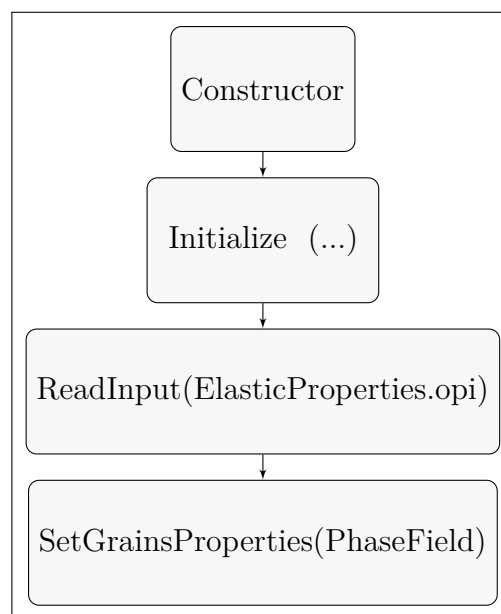 Constructor
Initialize (...)
ReadInput(ElasticProperties.opi)
SetGrainsProperties(PhaseField)